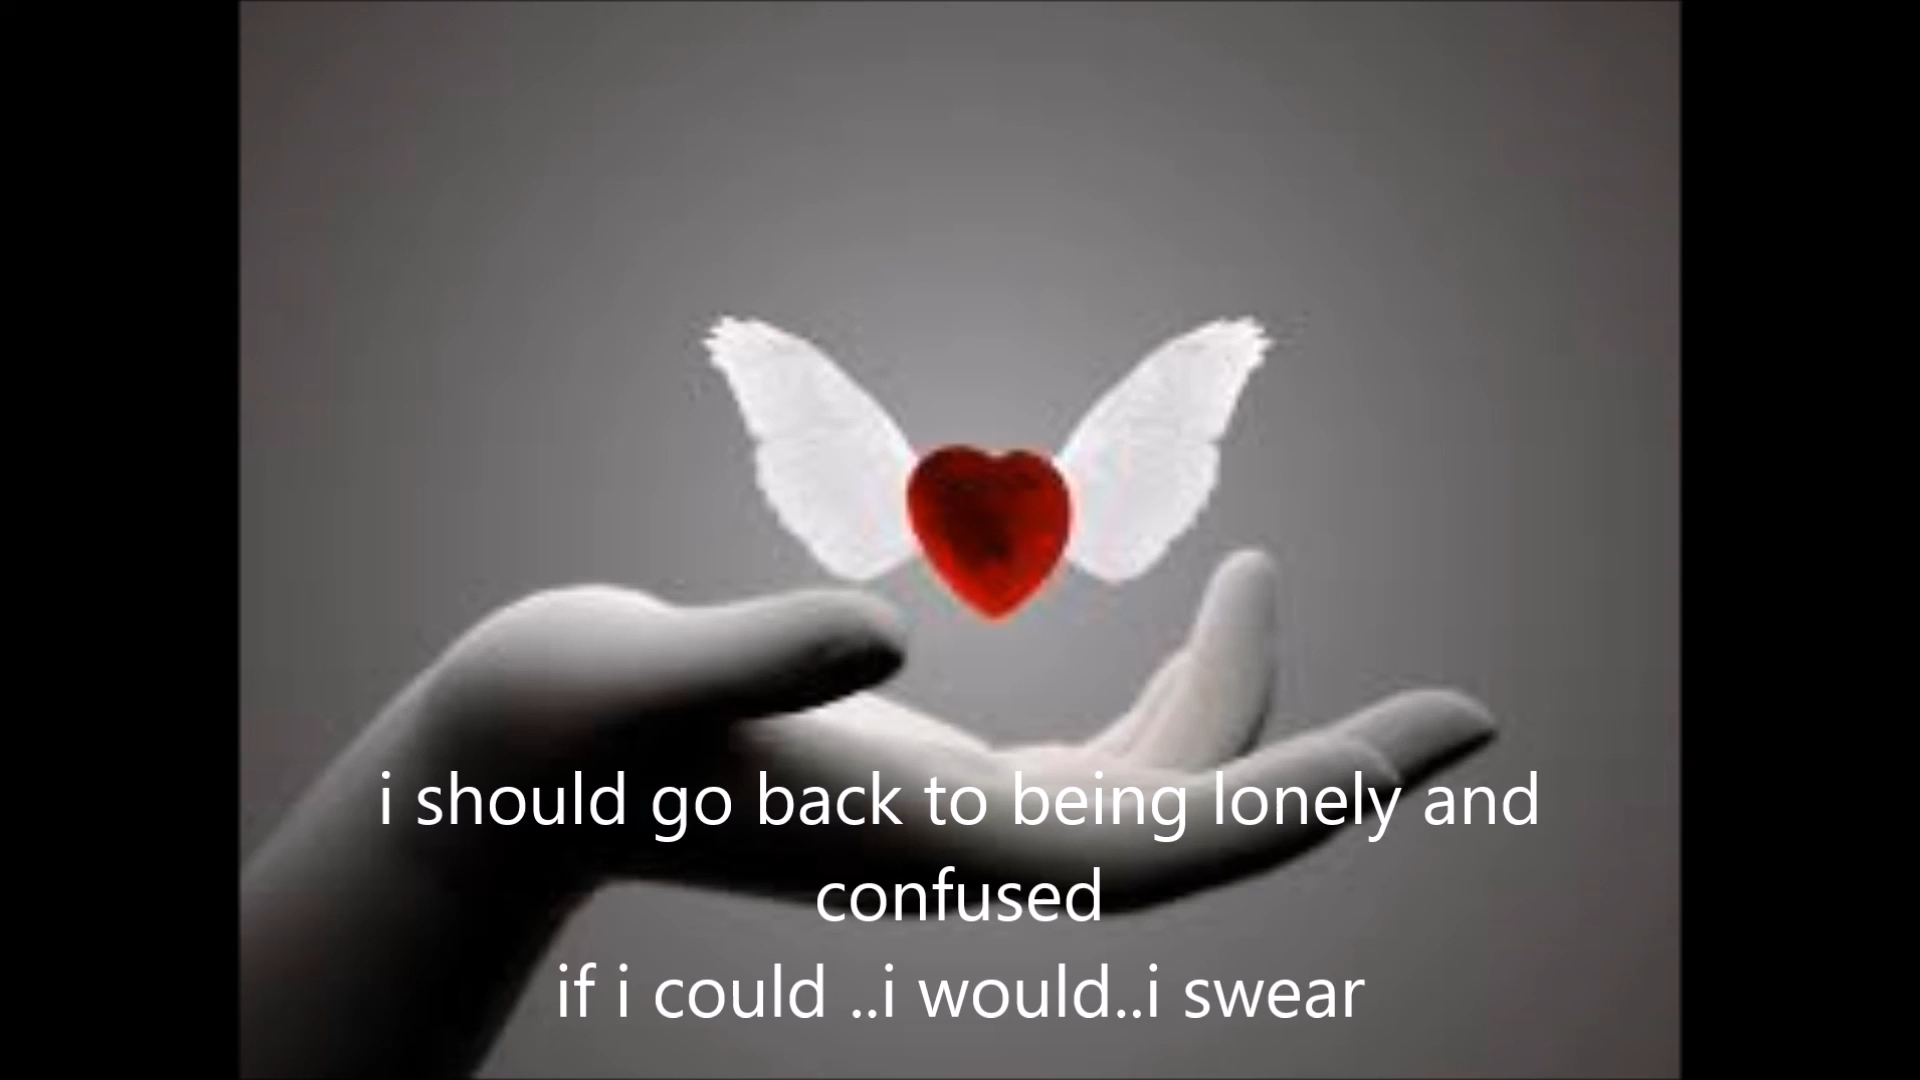 i should go back to being lonely and
confused
if i could ..i would..i swear